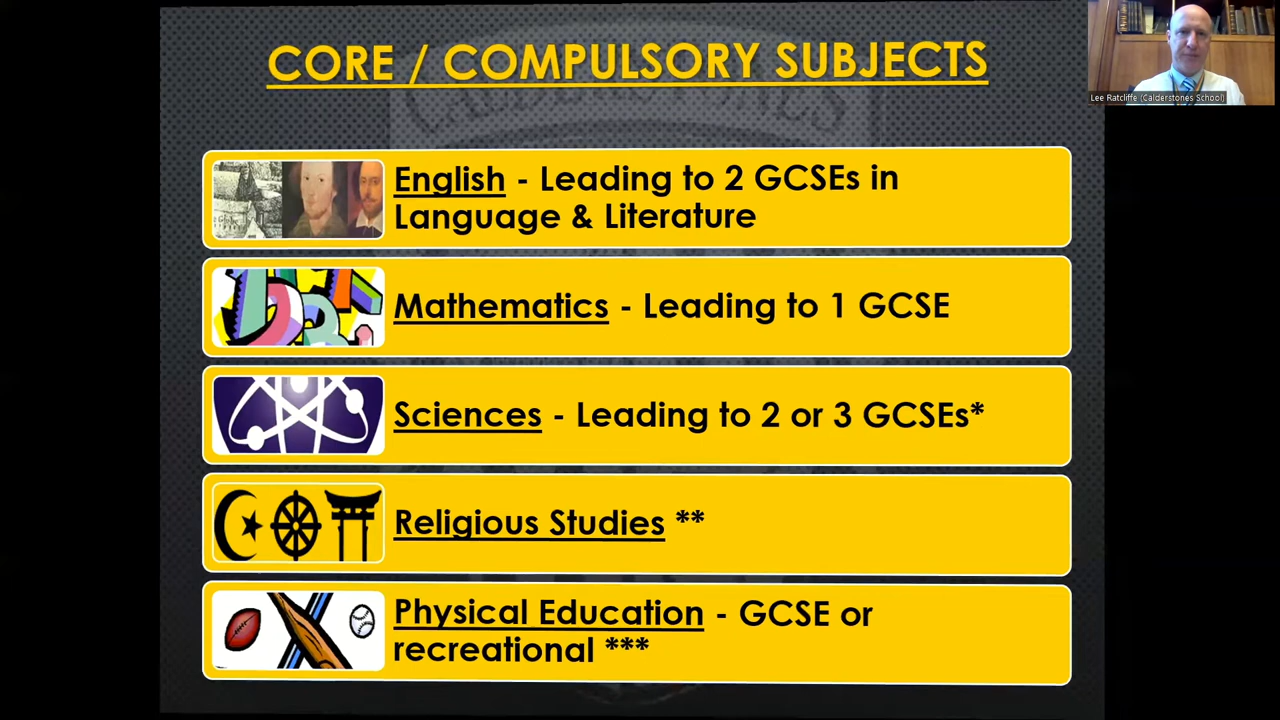 CORE / COMPULSORY SUBJECTS
Lee Ratcliffe (Calderstones School)
English - Leading to 2 GCSEs in
Language & Literature
Mathematics - Leading to 1 GCSE
Sciences - Leading to 2 or 3 GCSEs*
Religious Studies **
Physical Education - GCSE or
recreational ***